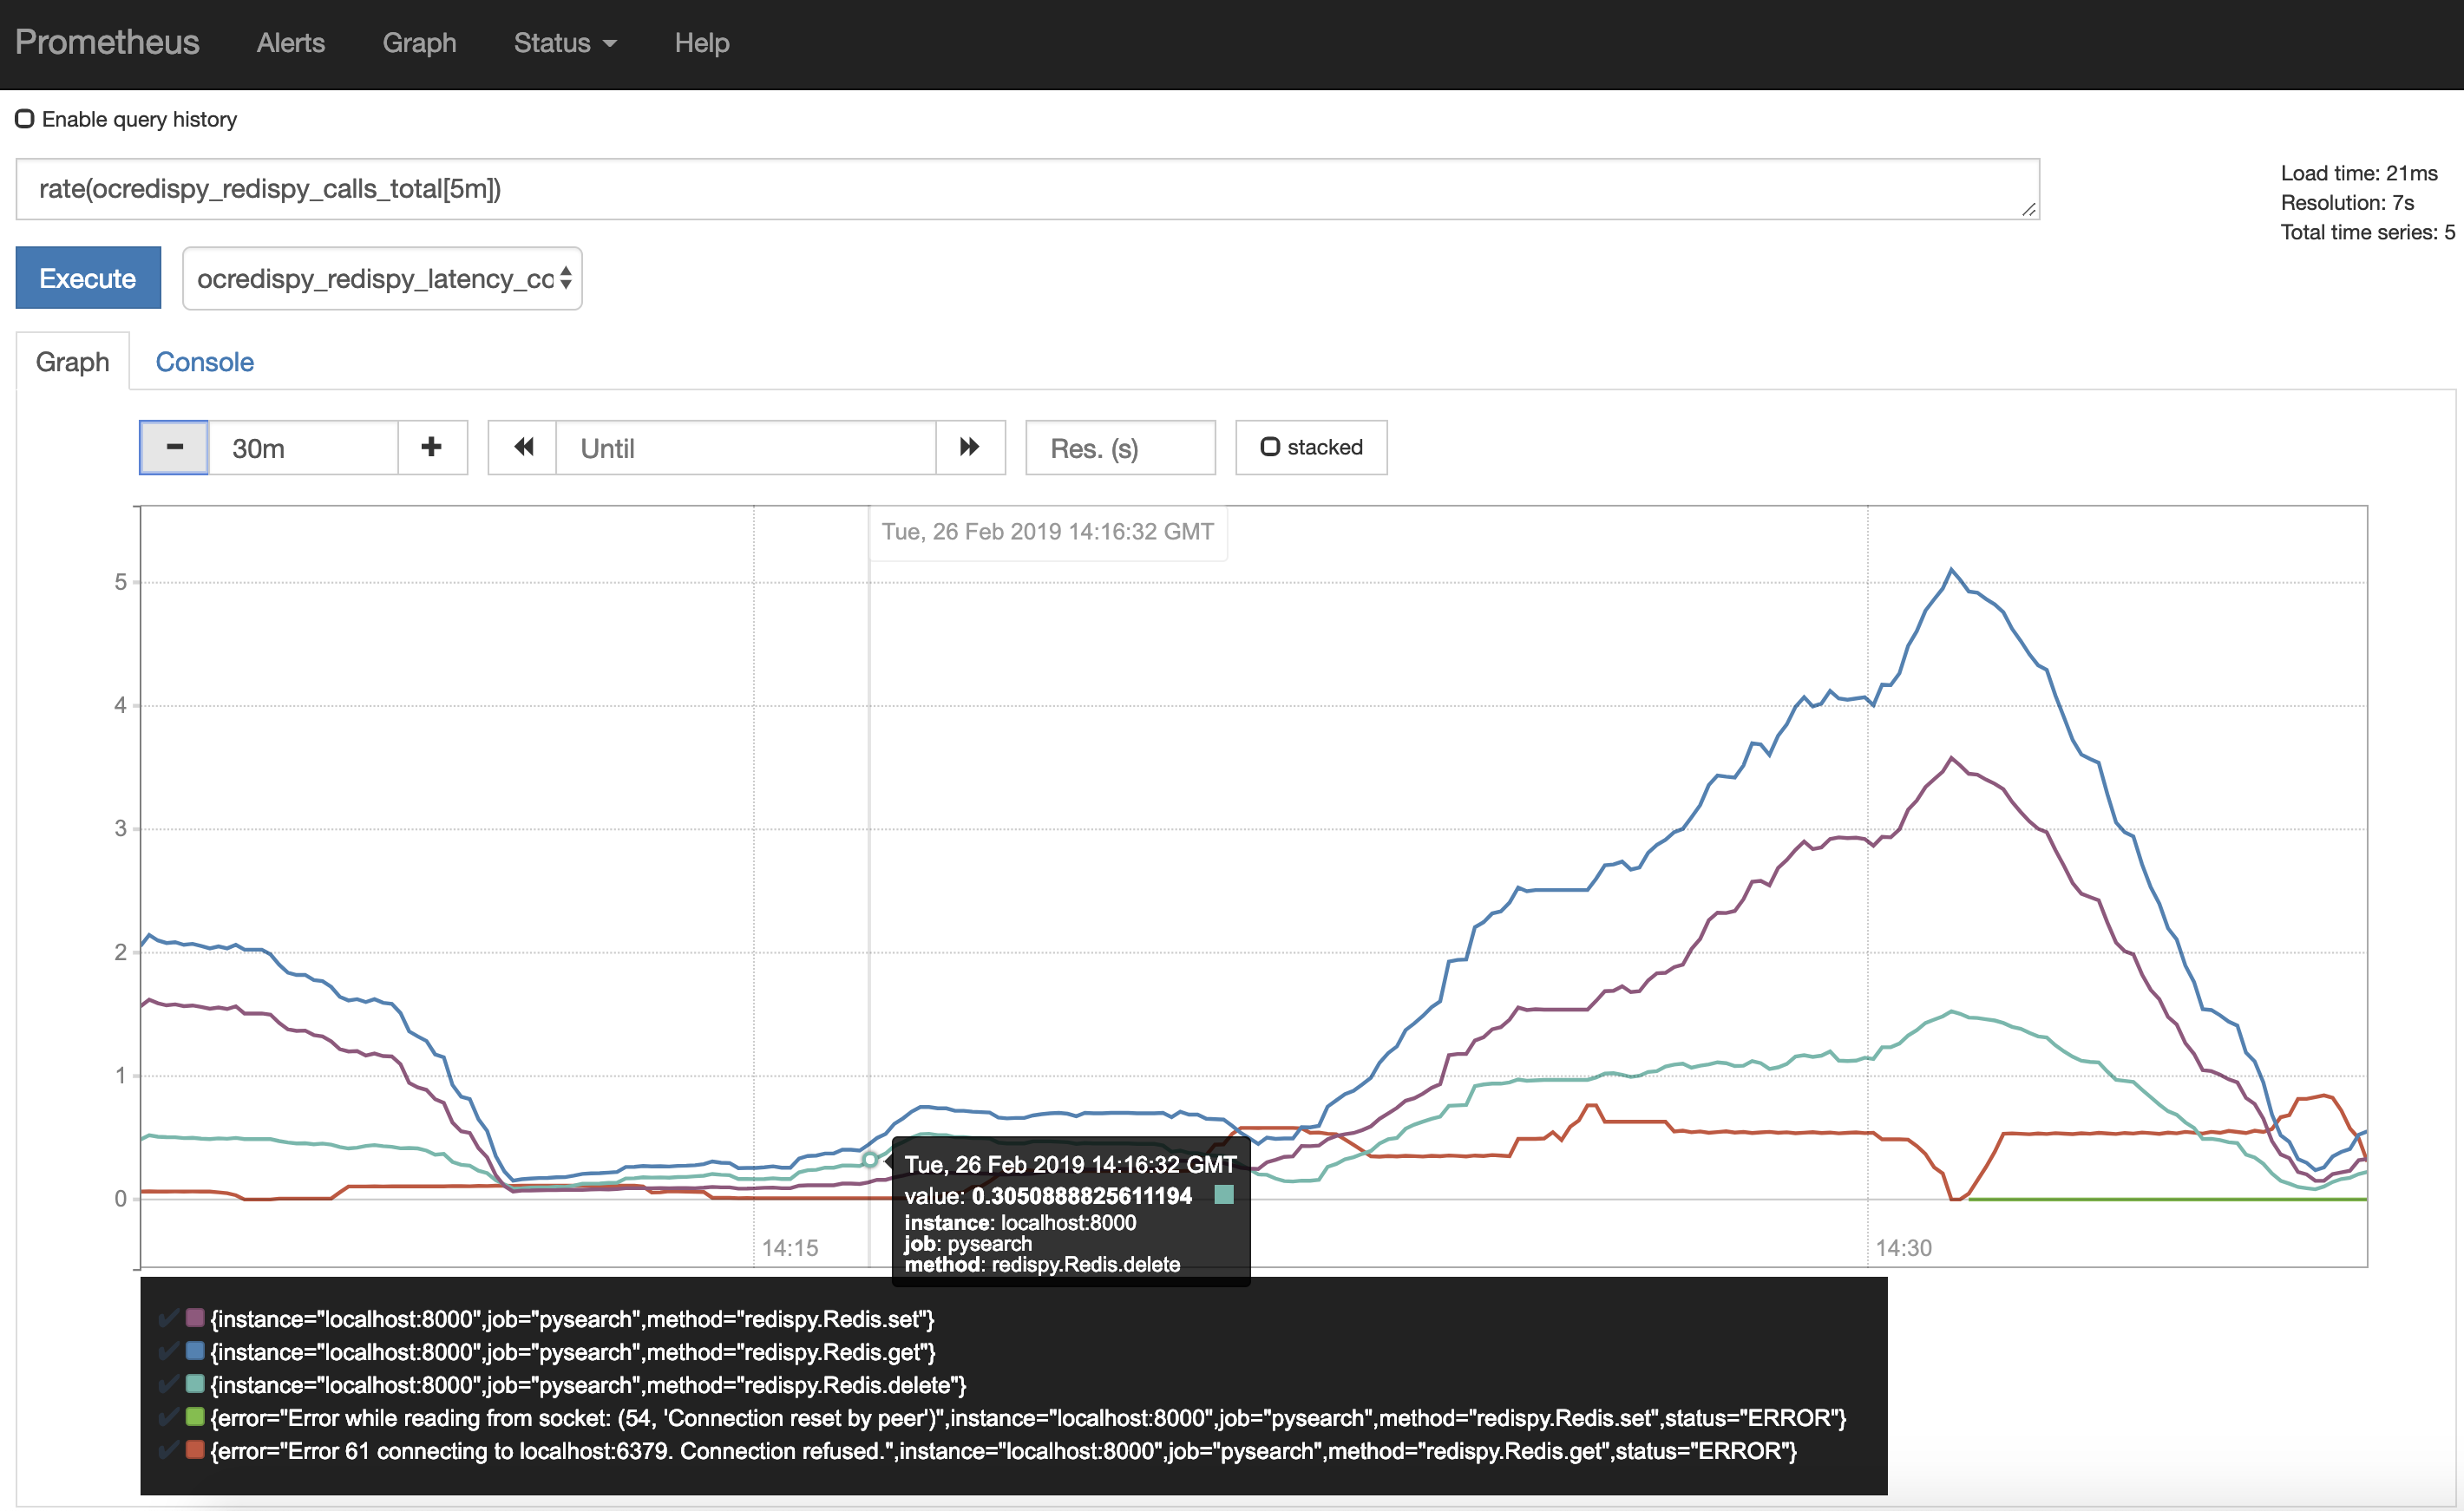 Prometheus Alerts Graph Status Help
Enable query history
rate(ocredispy_redispy_calls_total[5m])
Load time: 21ms
Resolution: 7s
Total time series: 5
Execute ocredispy_redispy_latency_co
Graph Console
30m Until Res. (s) stacked
Tue, 26 Feb 2019 14:16:32 GMT
5
4
3
2
1
0
Tue, 26 Feb 2019 14:16:32 GMT
value: 0.3050888825611194
instance: localhost:8000
job: pysearch
method: redispy.Redis.delete
14:15 14:30
{instance="localhost:8000",job="pysearch",method="redispy.Redis.set"}
{instance="localhost:8000",job="pysearch",method="redispy.Redis.get"}
{instance="localhost:8000",job="pysearch",method="redispy.Redis.delete"}
{error="Error while reading from socket: (54, 'Connection reset by peer')",instance="localhost:8000",job="pysearch",method="redispy.Redis.set",status="ERROR"}
{error="Error 61 connecting to localhost:6379. Connection refused.",instance="localhost:8000",job="pysearch",method="redispy.Redis.get",status="ERROR"}